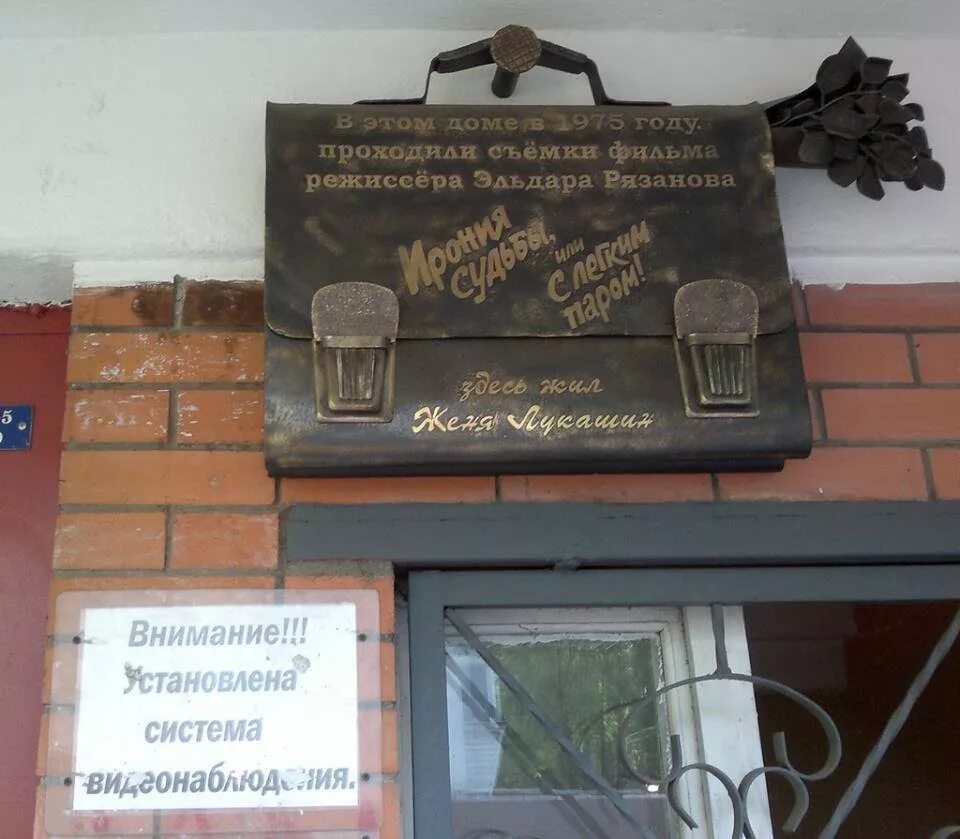 В этом доме в 1975 году.
проходили съёмки фильма
режиссёра Эльдара Рязанова
Ирония
судьбы,
или
С легким
паром!
здесь жил
Женя Лукашин
5
Внимание!!!
Установлена
система
видеонаблюдения.